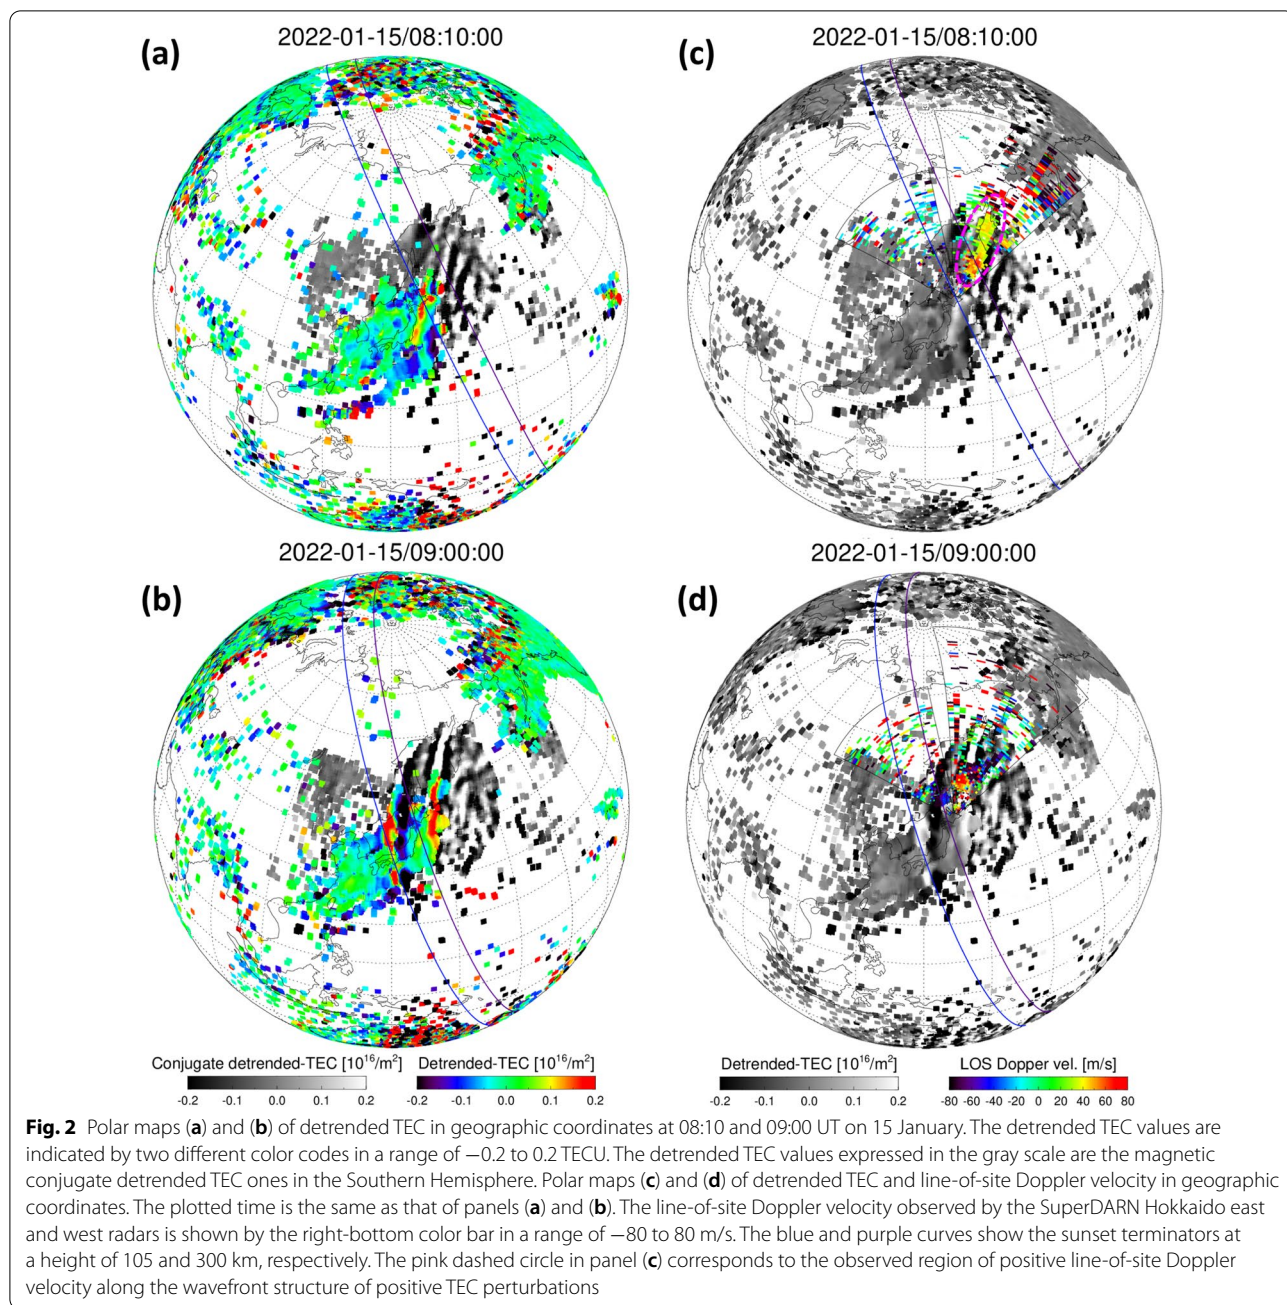 (a)
2022-01-15/08:10:00
(c)
2022-01-15/08:10:00
(b)
2022-01-15/09:00:00
(d)
2022-01-15/09:00:00
Conjugate detrended-TEC [10^16/m^2]
-0.2 -0.1 0.0 -0.1 0.2
Detrended-TEC [10^16/m^2]
-0.2 -0.1 0.0 0.1 0.2
Detrended-TEC [10^16/m^2]
-0.2 -0.1 0.0 0.1 0.2
LOS Dopper vel. [m/s]
-80 -60 -40 -20 0 20 40 60 80
Fig. 2 Polar maps (a) and (b) of detrended TEC in geographic coordinates at 08:10 and 09:00 UT on 15 January. The detrended TEC values are
indicated by two different color codes in a range of −0.2 to 0.2 TECU. The detrended TEC values expressed in the gray scale are the magnetic
conjugate detrended TEC ones in the Southern Hemisphere. Polar maps (c) and (d) of detrended TEC and line-of-site Doppler velocity in geographic
coordinates. The plotted time is the same as that of panels (a) and (b). The line-of-site Doppler velocity observed by the SuperDARN Hokkaido east
and west radars is shown by the right-bottom color bar in a range of −80 to 80 m/s. The blue and purple curves show the sunset terminators at
a height of 105 and 300 km, respectively. The pink dashed circle in panel (c) corresponds to the observed region of positive line-of-site Doppler
velocity along the wavefront structure of positive TEC perturbations